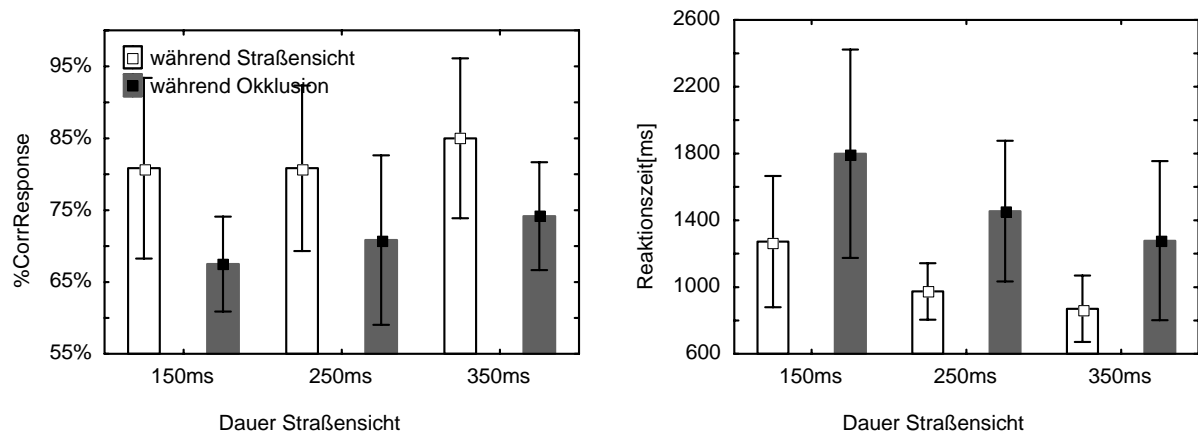 95%
85%
75%
65%
55%
%CorrResponse
während Straßensicht
während Okklusion
150ms 250ms 350ms
Dauer Straßensicht
2600
2200
1800
1400
1000
600
Reaktionszeit[ms]
150ms 250ms 350ms
Dauer Straßensicht